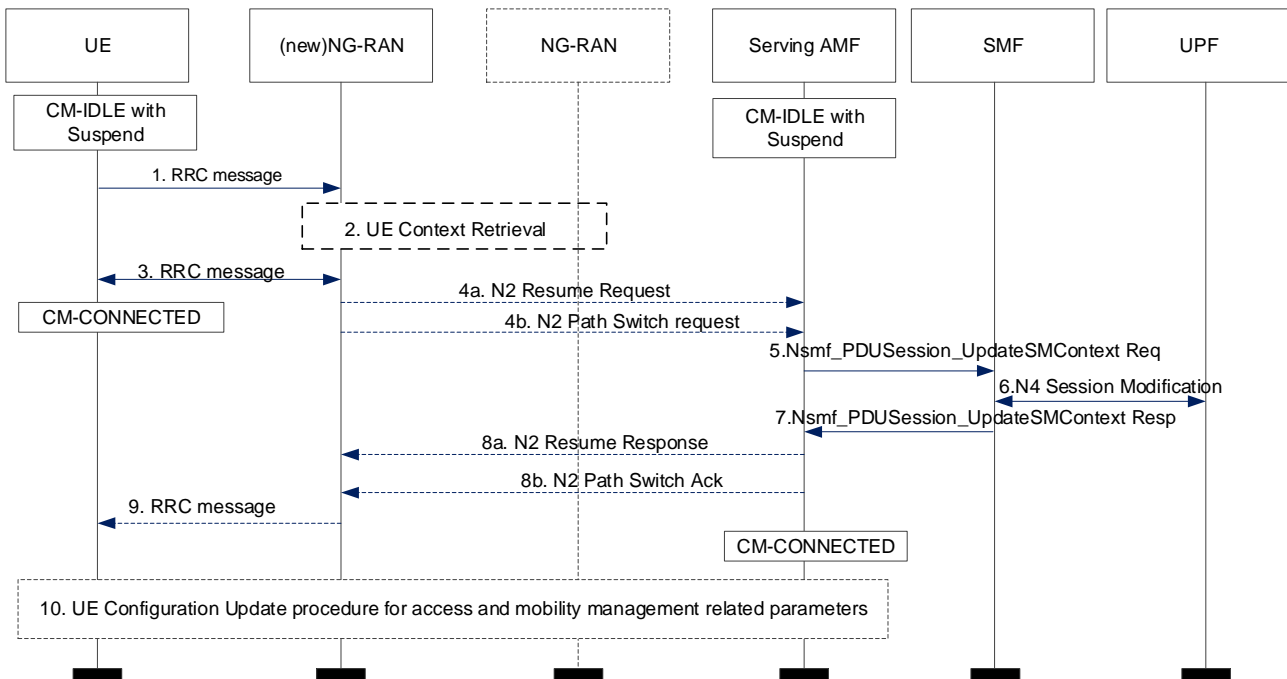 UE
(new)NG-RAN
NG-RAN
Serving AMF
SMF
UPF
CM-IDLE with
Suspend
CM-IDLE with
Suspend
1. RRC message
2. UE Context Retrieval
3. RRC message
4a. N2 Resume Request
CM-CONNECTED
4b. N2 Path Switch request
5.Nsmf_PDUSession_UpdateSMContext Req
6.N4 Session Modification
7.Nsmf_PDUSession_UpdateSMContext Resp
8a. N2 Resume Response
8b. N2 Path Switch Ack
9. RRC message
CM-CONNECTED
10. UE Configuration Update procedure for access and mobility management related parameters